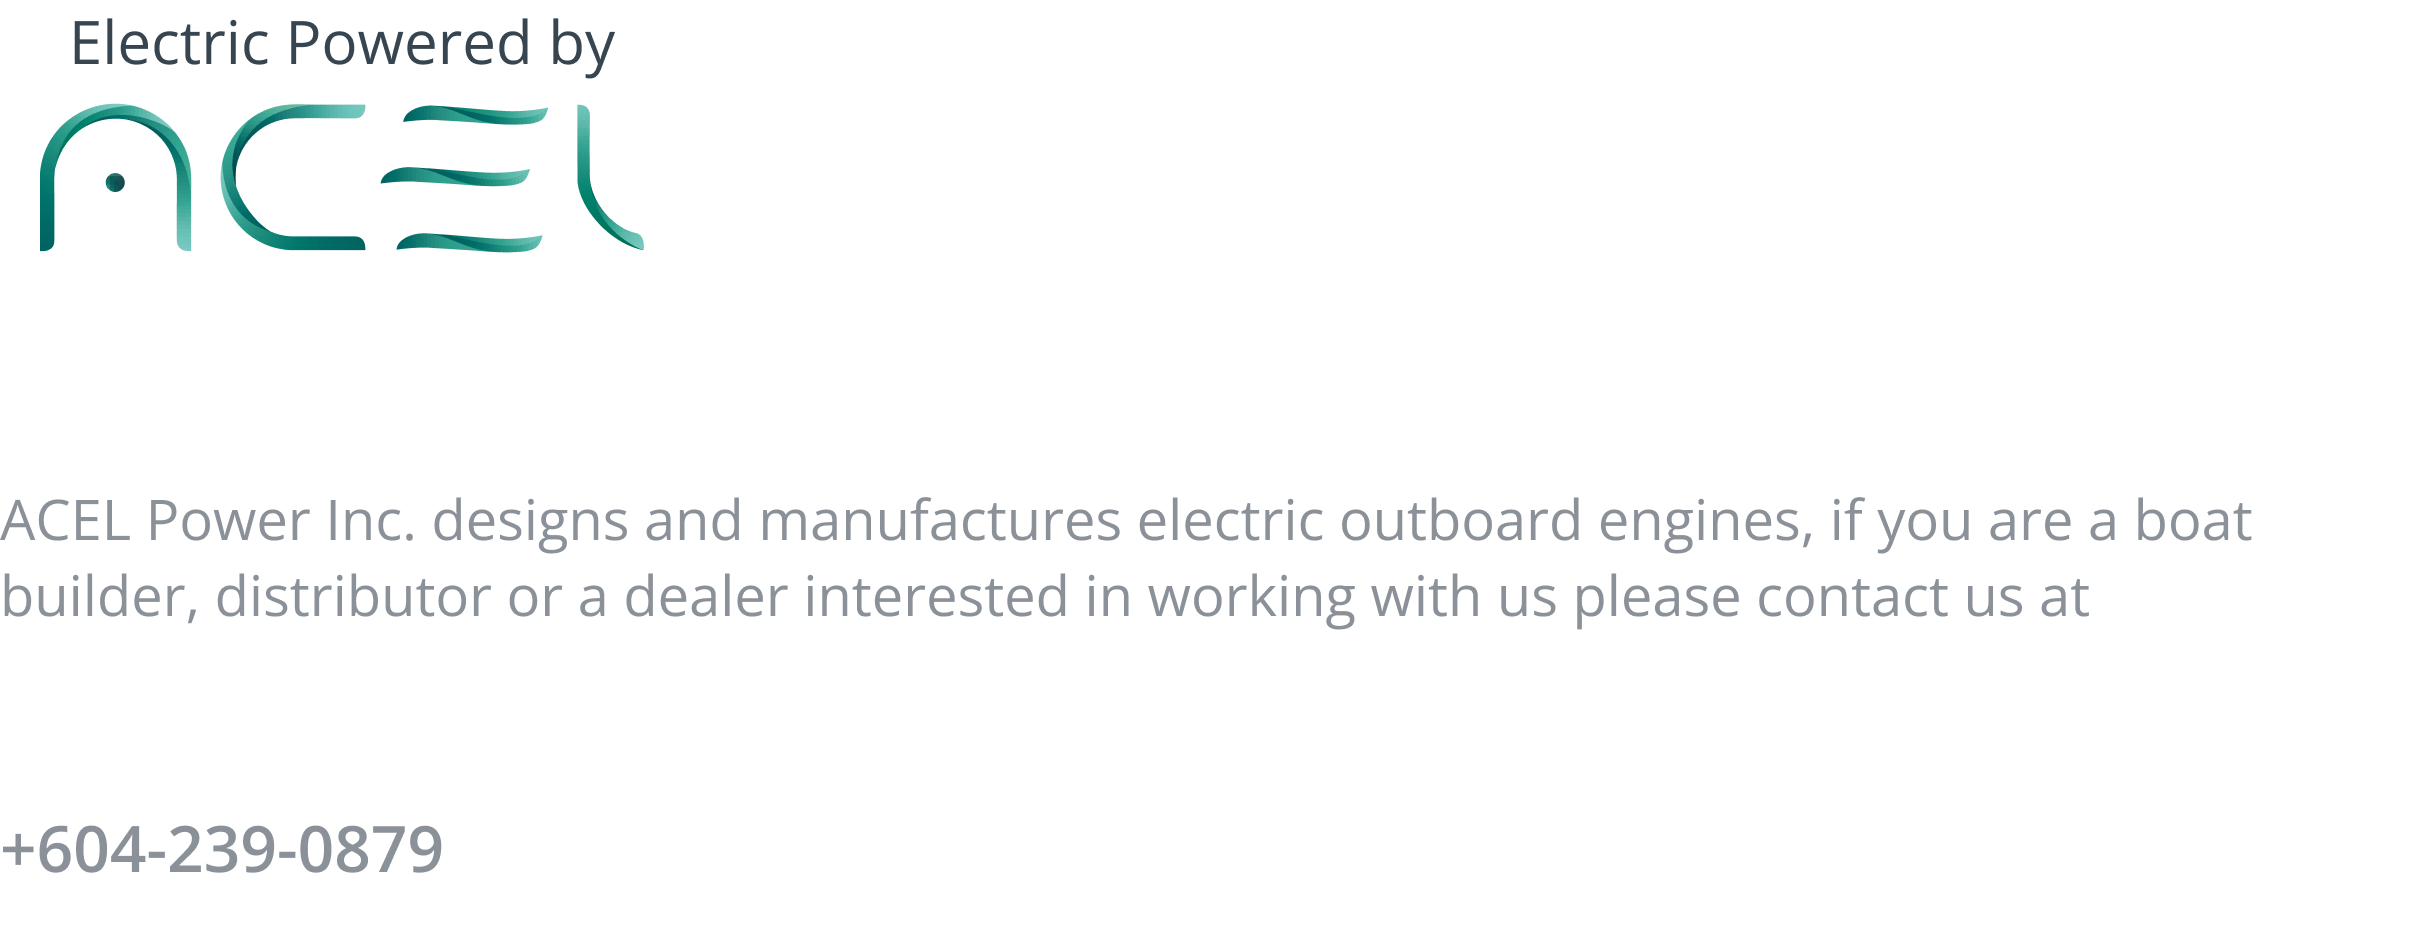 Electric Powered by
ACEL
ACEL Power Inc. designs and manufactures electric outboard engines, if you are a boat
builder, distributor or a dealer interested in working with us please contact us at
+604-239-0879